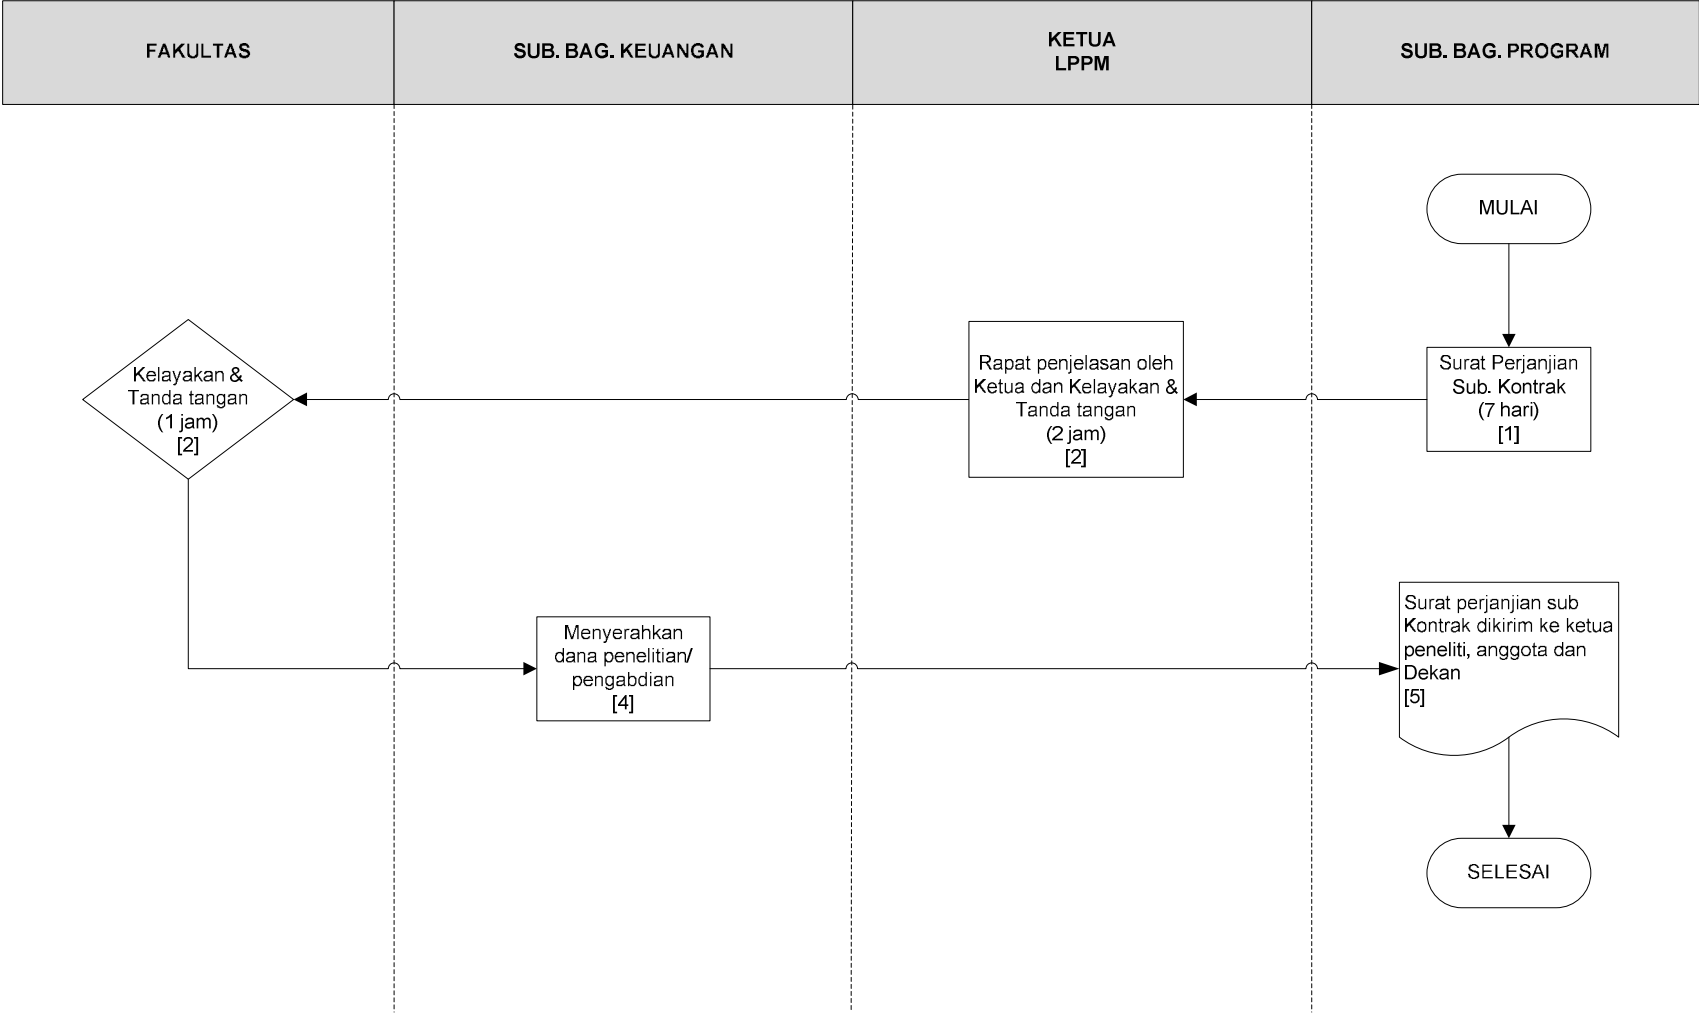 FAKULTAS
SUB. BAG. KEUANGAN
KETUA
LPPM
SUB. BAG. PROGRAM
MULAI
Surat Perjanjian
Sub. Kontrak
(7 hari)
[1]
Rapat penjelasan oleh
Ketua dan Kelayakan &
Tanda tangan
(2 jam)
[2]
Kelayakan &
Tanda tangan
(1 jam)
[2]
Menyerahkan
dana penelitian/
pengabdian
[4]
Surat perjanjian sub
Kontrak dikirim ke ketua
peneliti, anggota dan
Dekan
[5]
SELESAI